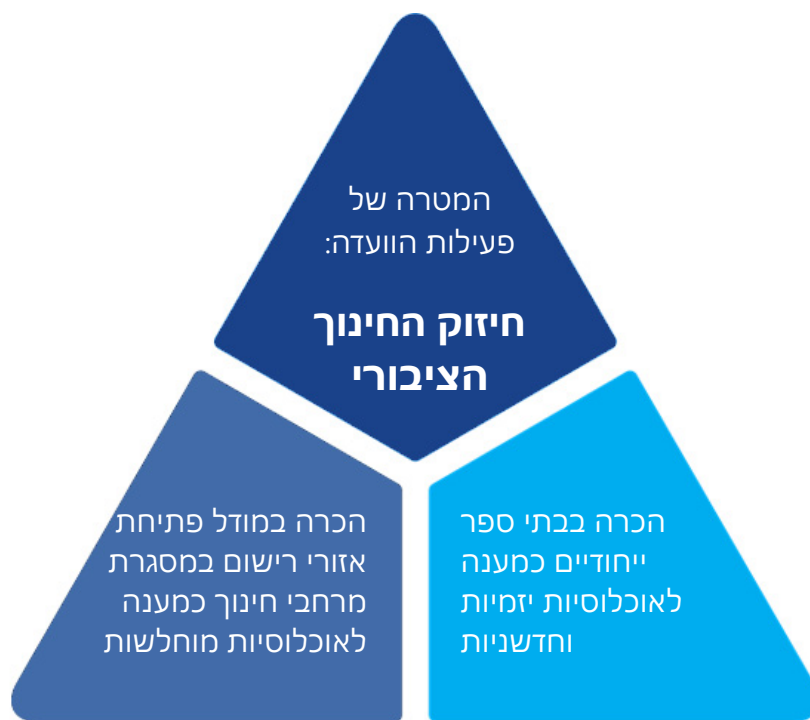 המטרה של
פעילות הוועדה:
חיזוק החינוך
הציבורי
הכרה בבתי ספר
ייחודיים כמענה
לאוכלוסיות יזמיות
וחדשניות
הכרה במודל פתיחת
אזורי רישום במסגרת
מרחבי חינוך כמענה
לאוכלוסיות מוחלשות